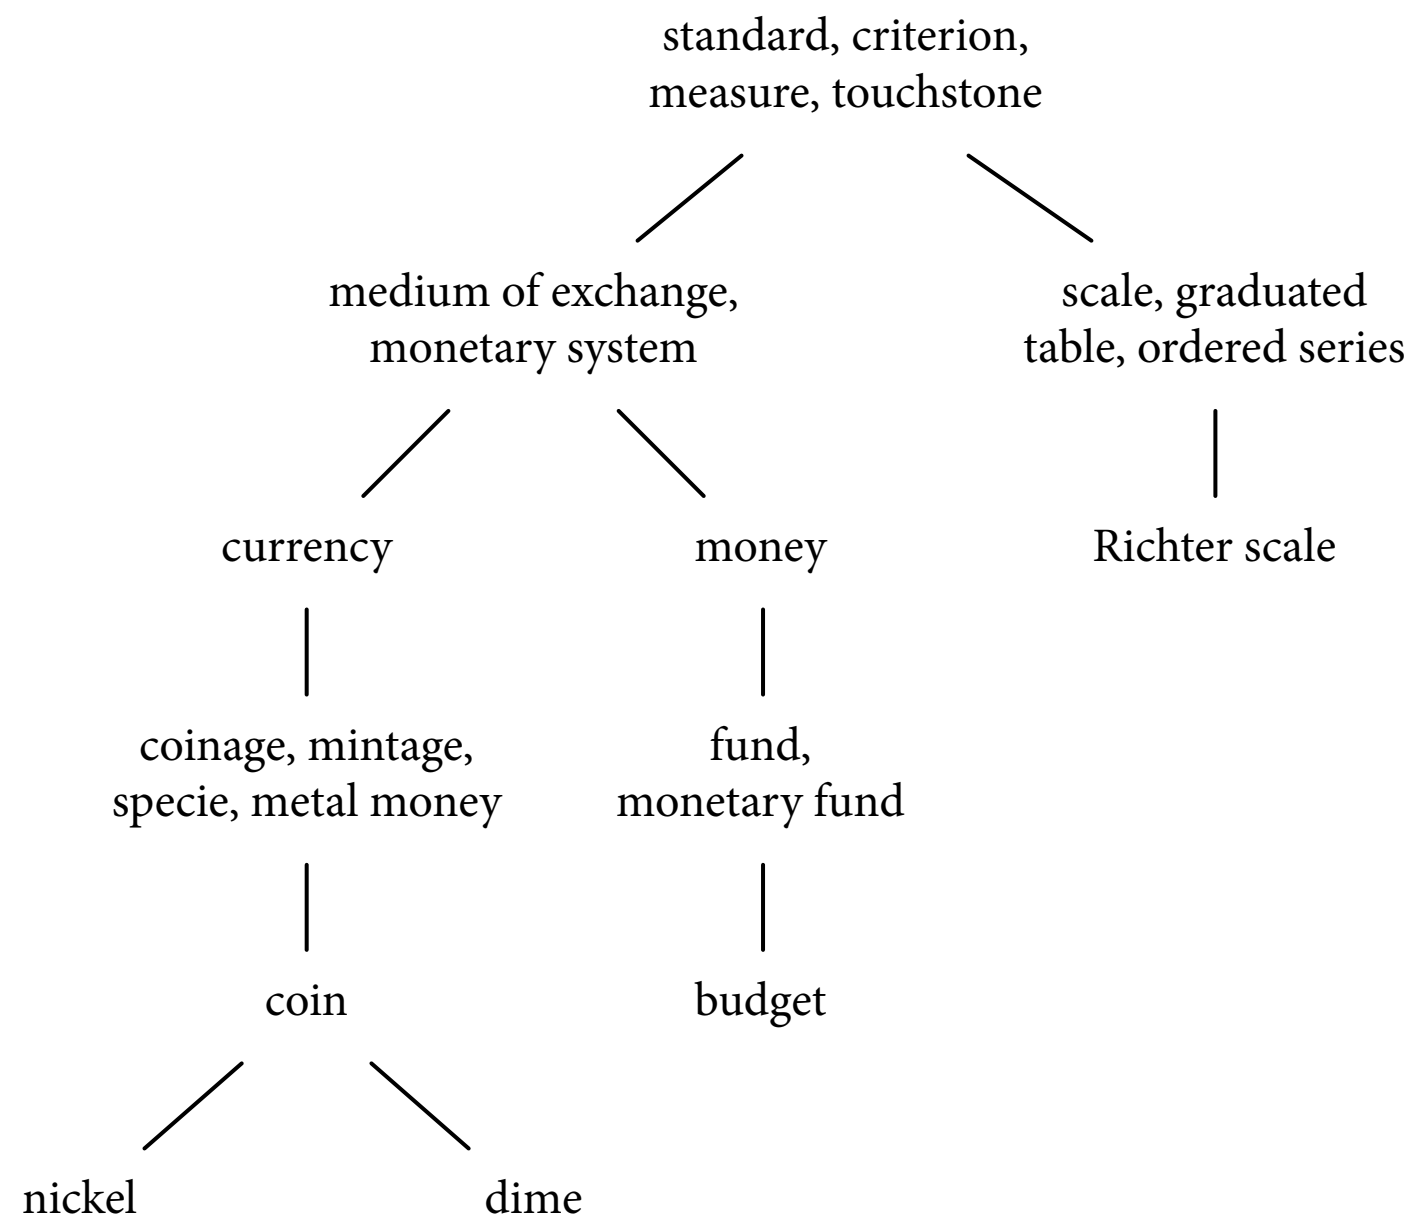 standard, criterion,
measure, touchstone
medium of exchange,
monetary system
scale, graduated
table, ordered series
currency
money
Richter scale
coinage, mintage,
specie, metal money
fund,
monetary fund
coin
budget
nickel
dime